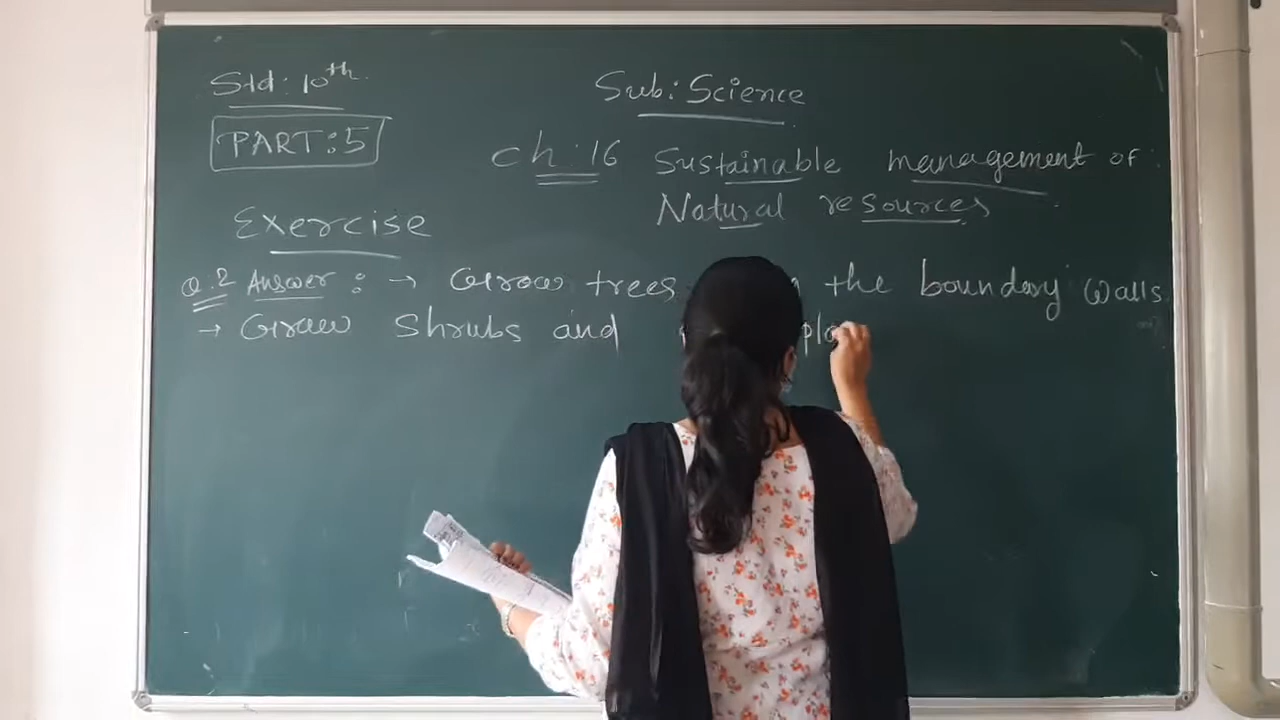 Std: 10th.
Sub: Science
PART: 5
ch: 16 Sustainable management of
Natural resources
Exercise
Q.2 Answer : → Grow trees the boundary walls.
→ Grow Shrubs and